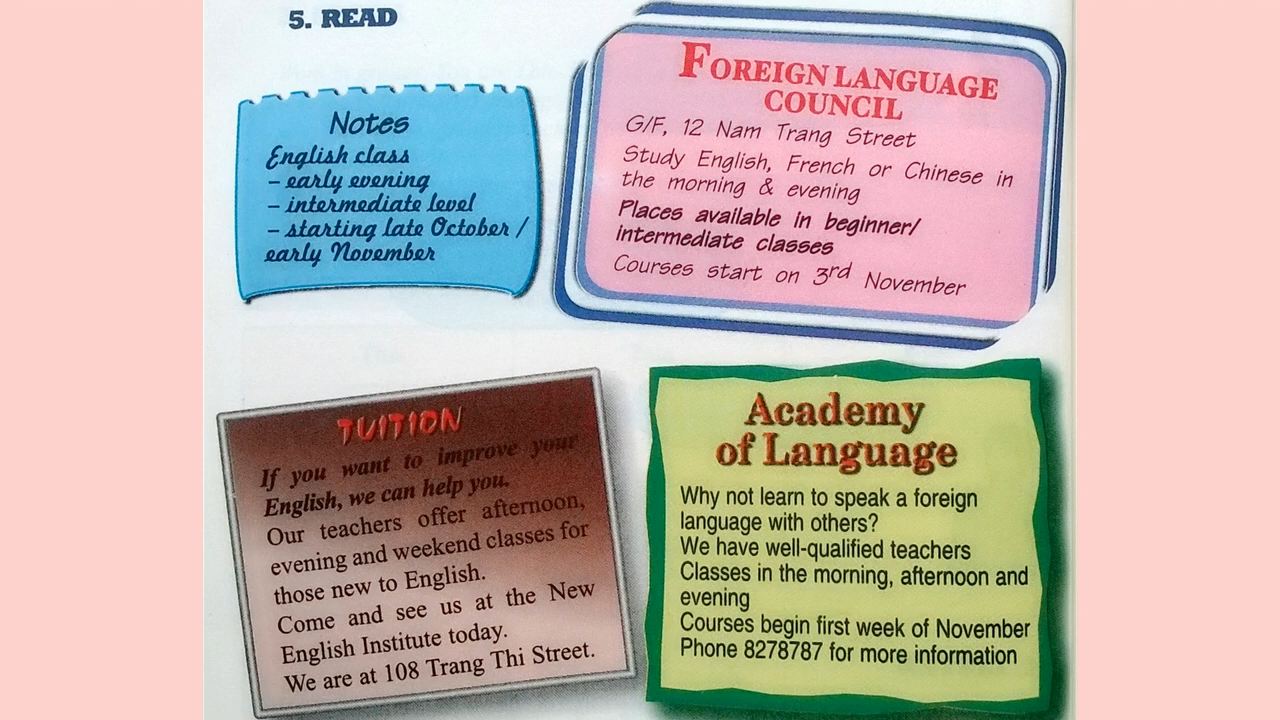 5. READ
Notes
English class
– early evening
– intermediate level
– starting late October /
early November
FOREIGN LANGUAGE
COUNCIL
G/F, 12 Nam Trang Street
Study English, French or Chinese in
the morning & evening
Places available in beginner/
intermediate classes
Courses start on 3rd November
TUITION
If you want to improve your
English, we can help you.
Our teachers offer afternoon,
evening and weekend classes for
those new to English.
Come and see us at the New
English Institute today.
We are at 108 Trang Thi Street.
Academy
of Language
Why not learn to speak a foreign
language with others?
We have well-qualified teachers
Classes in the morning, afternoon and
evening
Courses begin first week of November
Phone 8278787 for more information